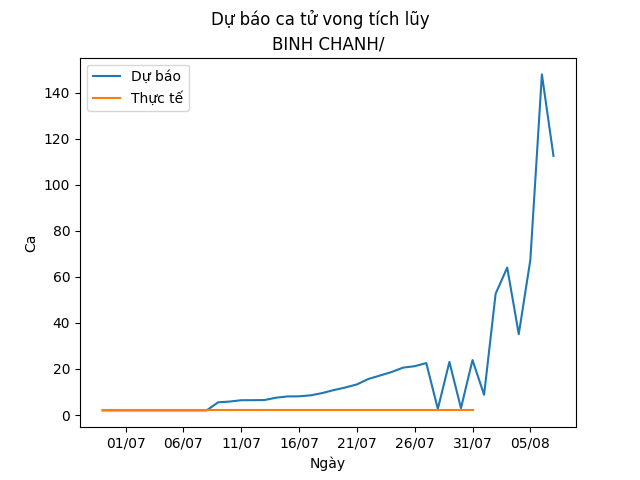 Dự báo ca tử vong tích lũy
BINH CHANH/
Dự báo
Thực tế
Ca
140
120
100
80
60
40
20
0
01/07 06/07 11/07 16/07 21/07 26/07 31/07 05/08
Ngày